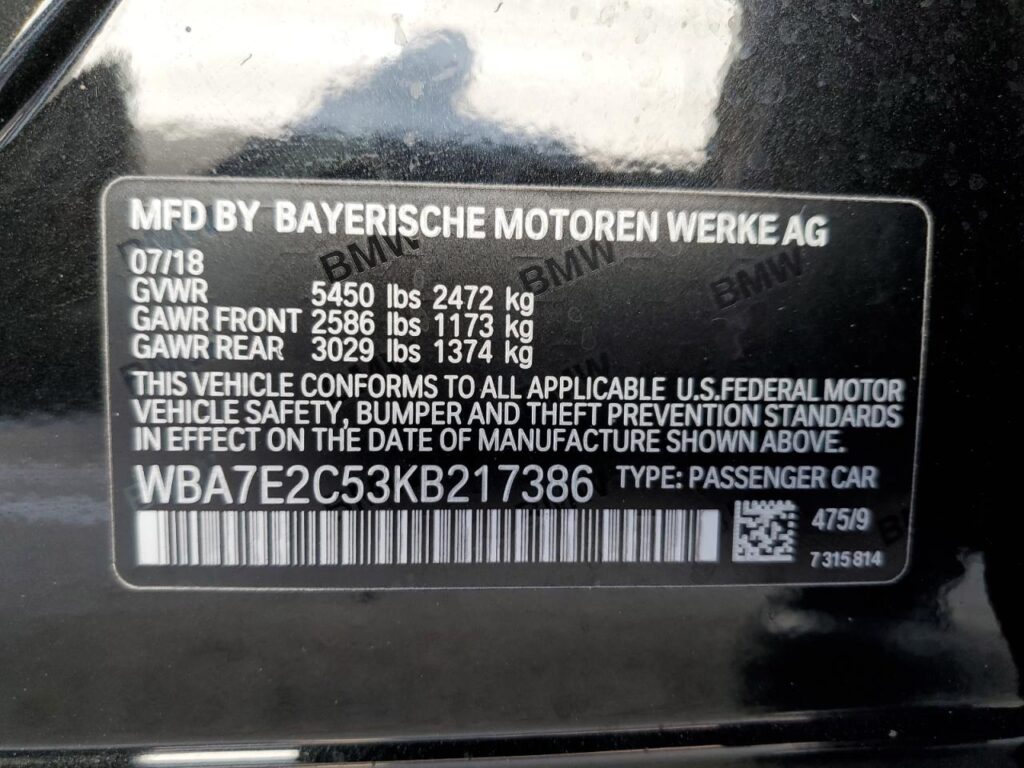 MFD BY BAYERISCHE MOTOREN WERKE AG
07/18
GVWR 5450 lbs 2472 kg
GAWR FRONT 2586 lbs 1173 kg
GAWR REAR 3029 lbs 1374 kg
THIS VEHICLE CONFORMS TO ALL APPLICABLE U.S.FEDERAL MOTOR
VEHICLE SAFETY, BUMPER AND THEFT PREVENTION STANDARDS
IN EFFECT ON THE DATE OF MANUFACTURE SHOWN ABOVE.
WBA7E2C53KB217386 TYPE: PASSENGER CAR
475/9
7 315 814
BMW
BMW
BMW
BMW